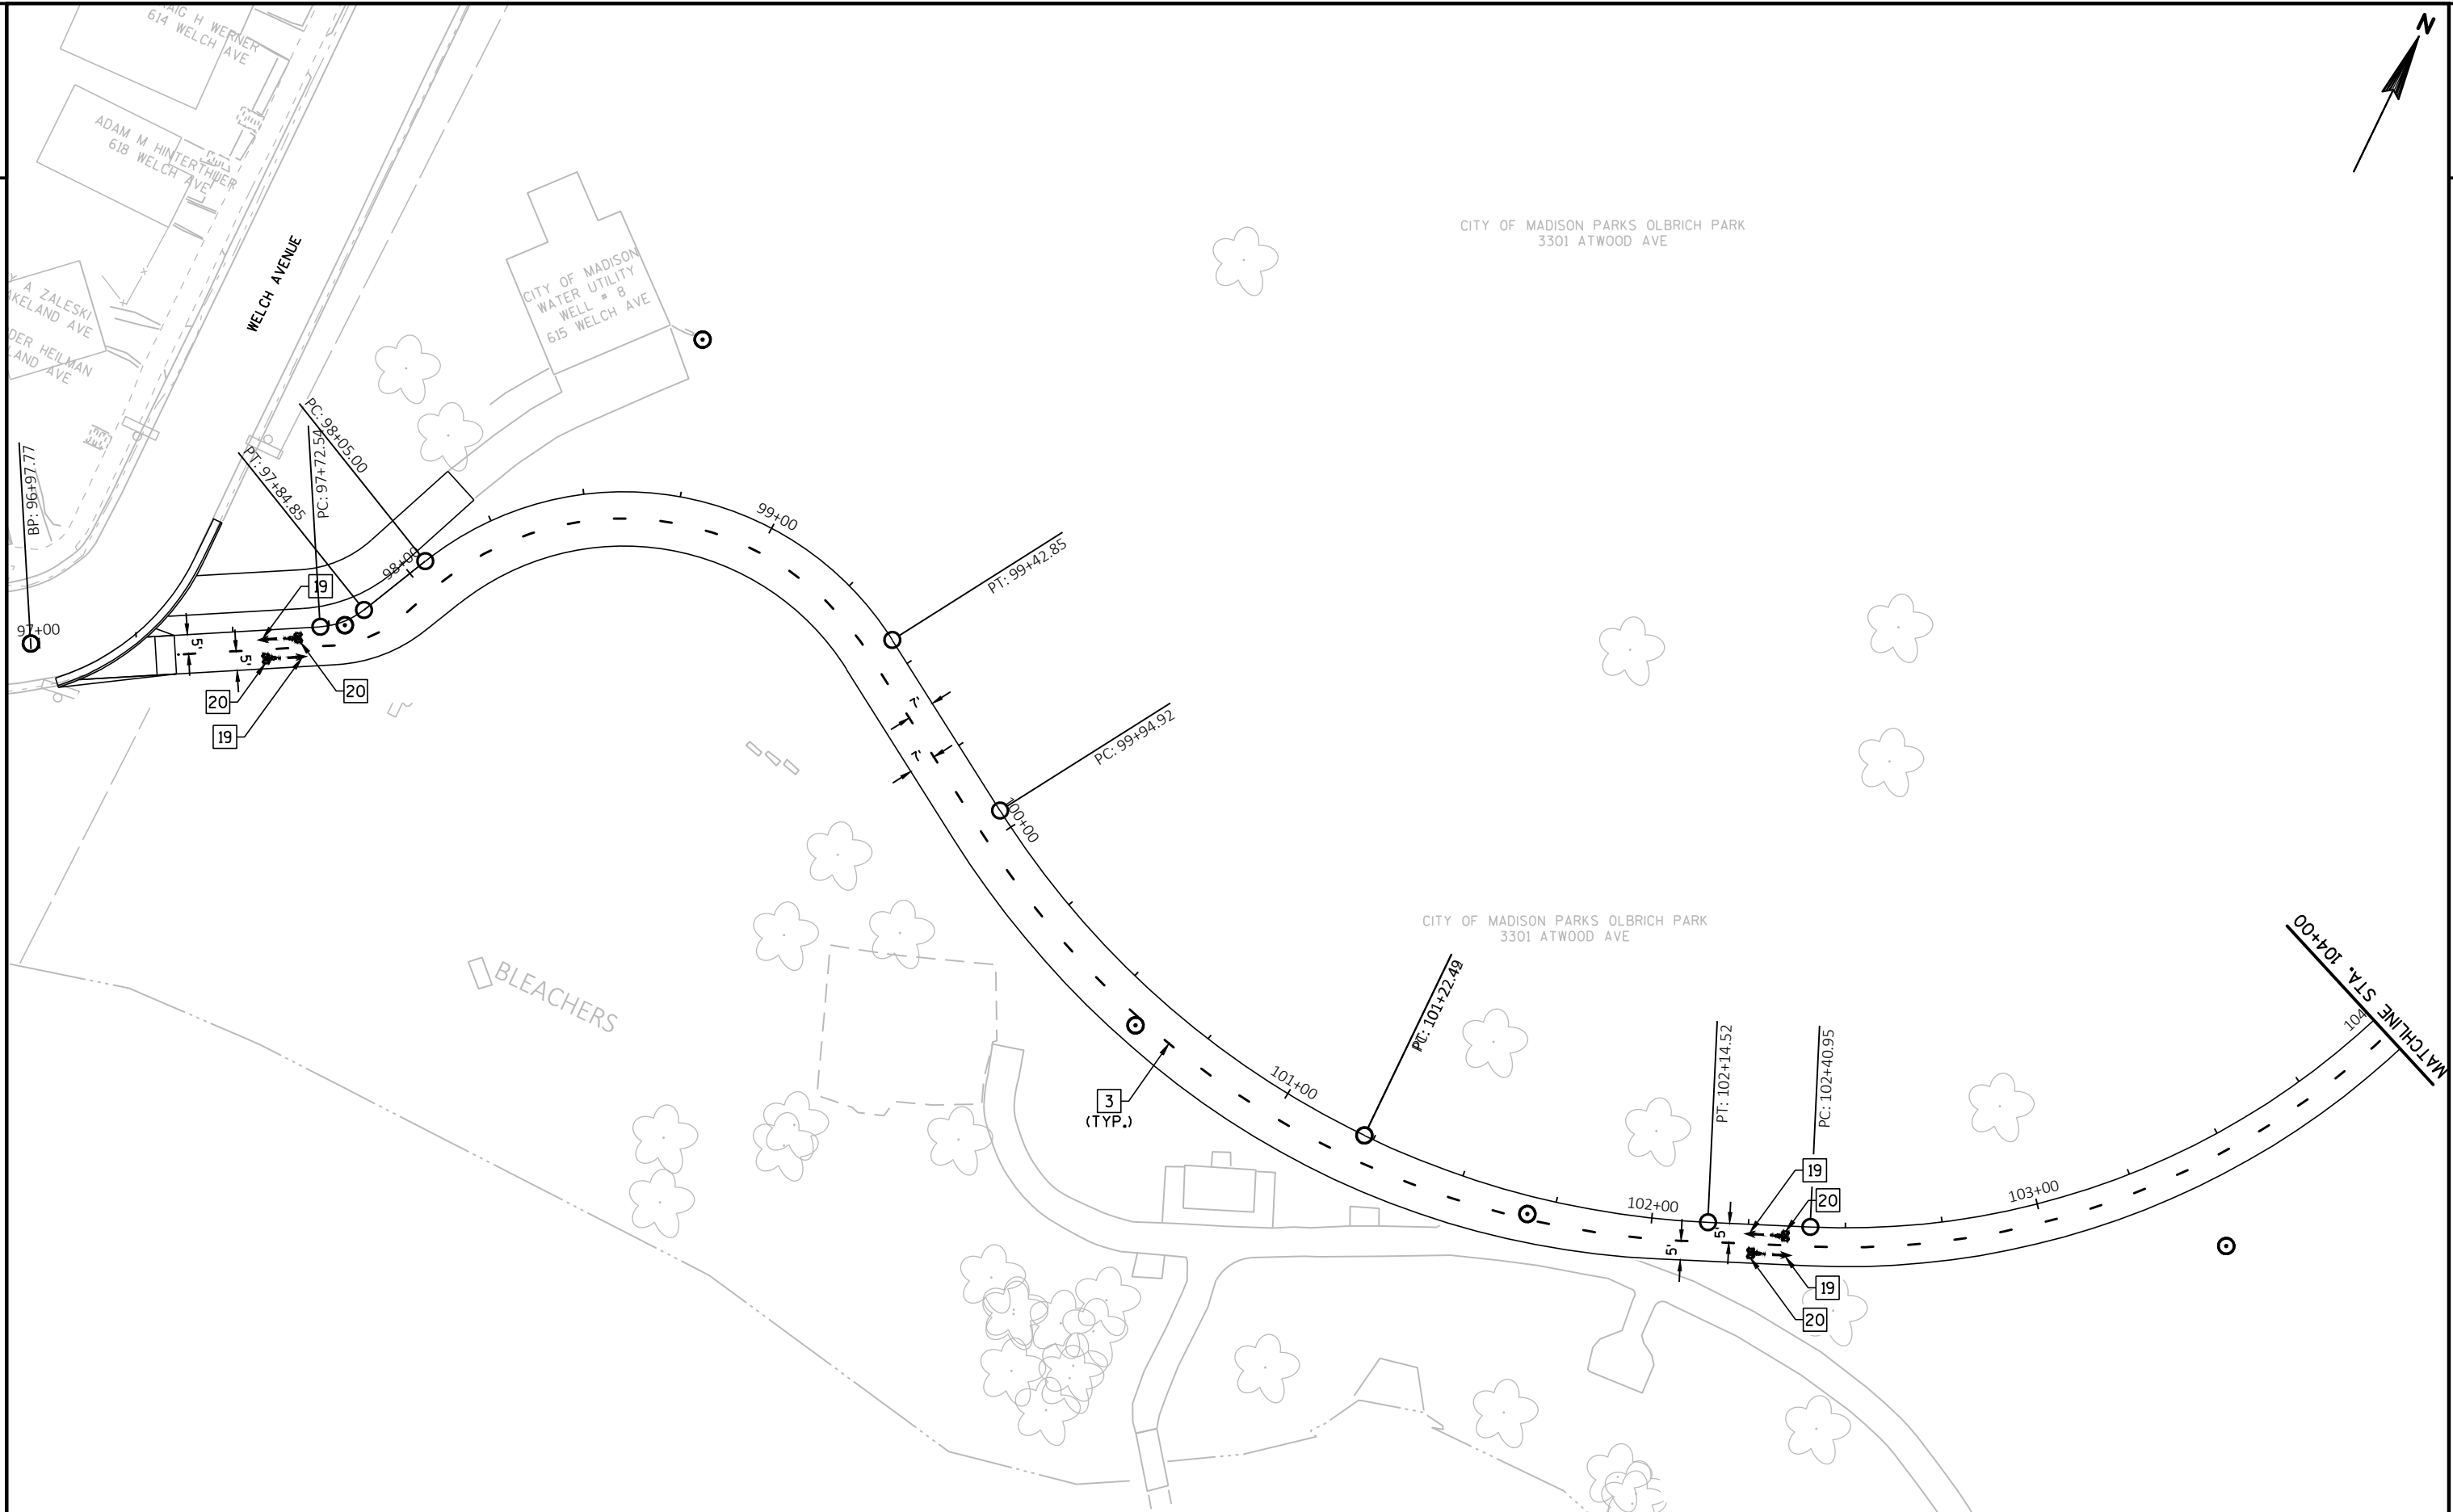 N
AIG H WERNER
614 WELCH AVE
ADAM M HINTERTHUER
618 WELCH AVE
A ZALESKI
AKELAND AVE
DER HEILMAN
LAND AVE
WELCH AVENUE
CITY OF MADISON
WATER UTILITY
WELL # 8
615 WELCH AVE
CITY OF MADISON PARKS OLBRICH PARK
3301 ATWOOD AVE
BP: 96+97.77
97+00
PT: 97+84.85
PC: 97+72.54
PC: 98+05.00
98+00
99+00
PT: 99+42.85
PC: 99+94.92
100+00
19
20
20
19
5'
5'
7'
7'
BLEACHERS
3
(TYP.)
101+00
CITY OF MADISON PARKS OLBRICH PARK
3301 ATWOOD AVE
101+22.49
102+00
PT: 102+14.52
PC: 102+40.95
5'
5'
19
20
19
20
103+00
104
MATCHLINE STA. 104+00